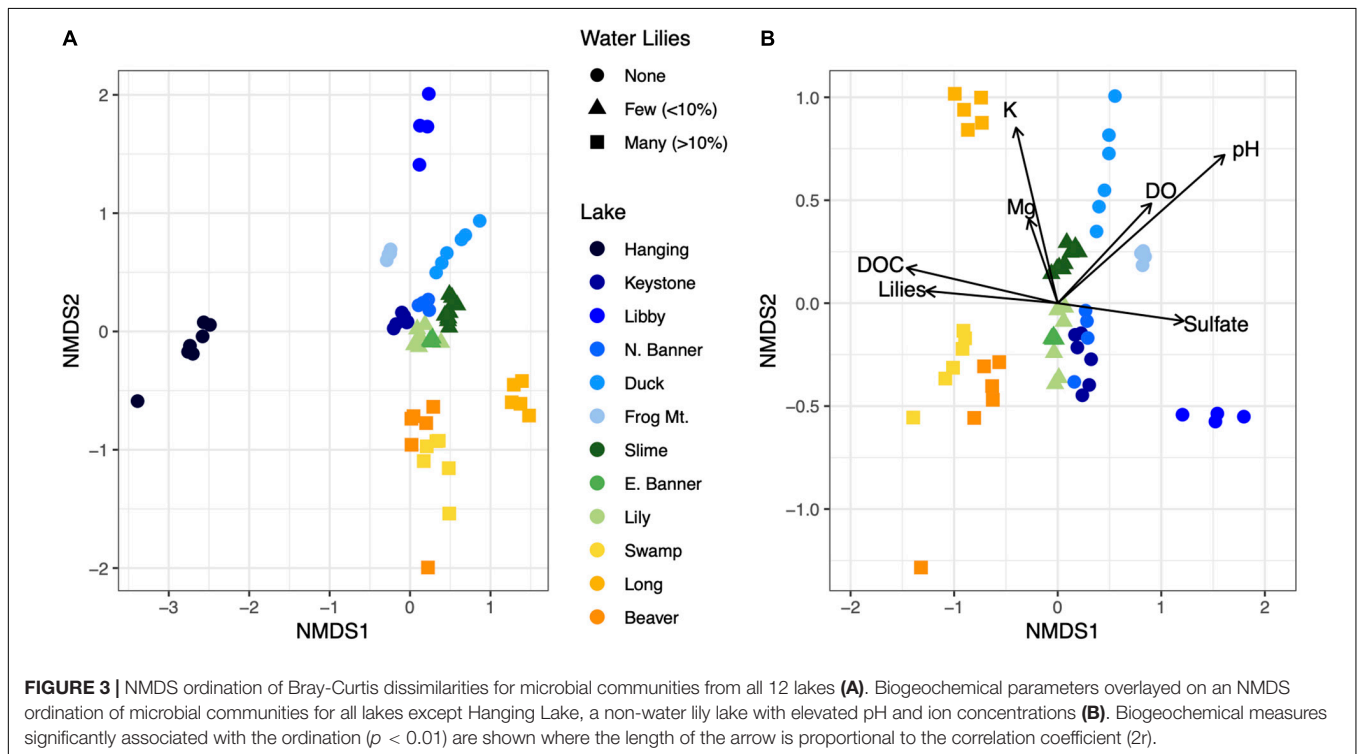 A
Water Lilies
None
Few (<10%)
Many (>10%)
Lake
Hanging
Keystone
Libby
N. Banner
Duck
Frog Mt.
Slime
E. Banner
Lily
Swamp
Long
Beaver
2
1
0
−1
−2
NMDS2
−3
−2
−1
0
1
NMDS1
B
1.0
0.5
0.0
−0.5
−1.0
NMDS2
K
pH
DO
Mg
DOC
Lilies
Sulfate
−2
−1
0
1
2
NMDS1
FIGURE 3 | NMDS ordination of Bray-Curtis dissimilarities for microbial communities from all 12 lakes (A). Biogeochemical parameters overlayed on an NMDS
ordination of microbial communities for all lakes except Hanging Lake, a non-water lily lake with elevated pH and ion concentrations (B). Biogeochemical measures
significantly associated with the ordination (p < 0.01) are shown where the length of the arrow is proportional to the correlation coefficient (2r).